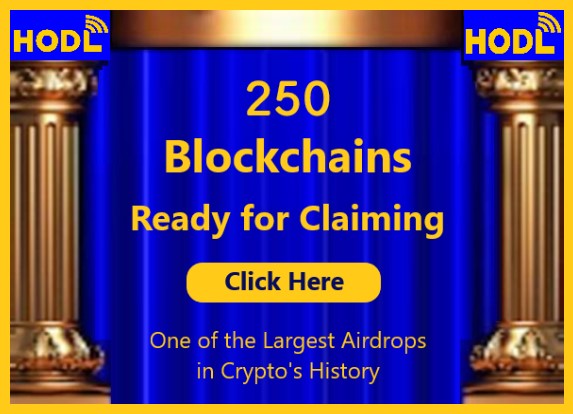 HODL
HODL
250
Blockchains
Ready for Claiming
Click Here
One of the Largest Airdrops
in Crypto's History